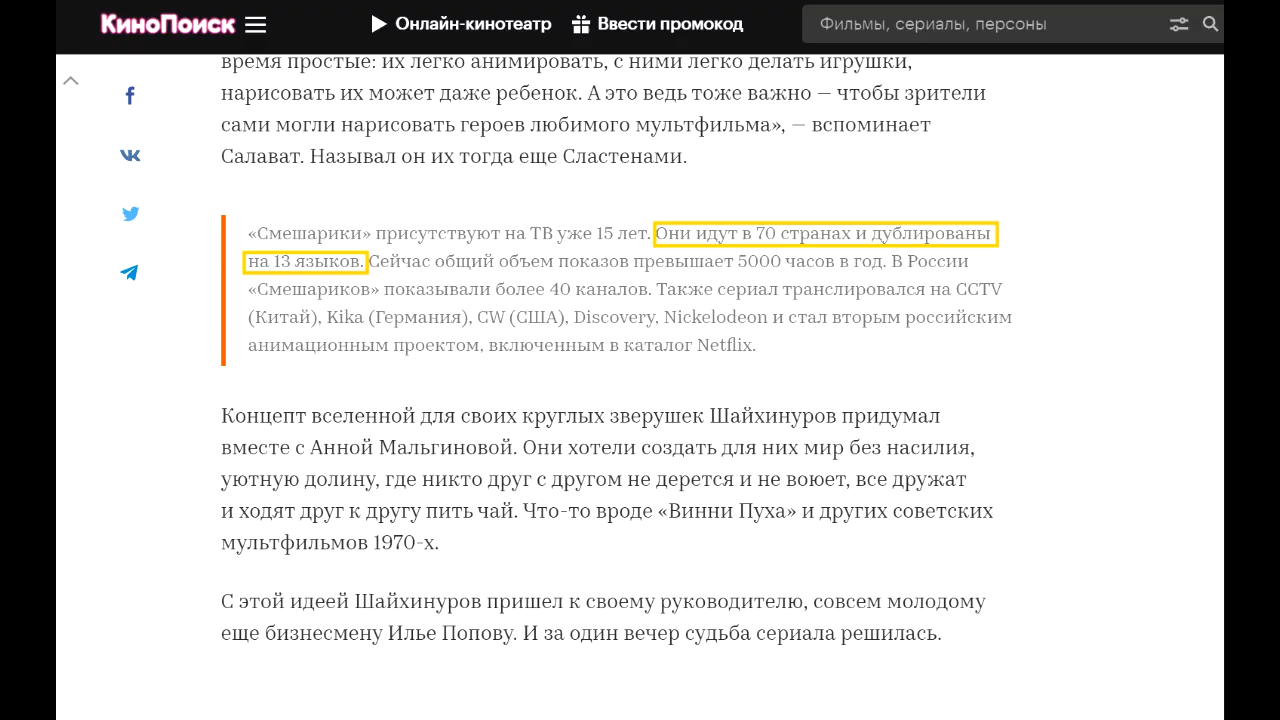 КиноПоиск
Онлайн-кинотеатр
Ввести промокод
Фильмы, сериалы, персоны
время простые: их легко анимировать, с ними легко делать игрушки,
нарисовать их может даже ребенок. А это ведь тоже важно — чтобы зрители
сами могли нарисовать героев любимого мультфильма», — вспоминает
Салават. Называл он их тогда еще Сластенами.
«Смешарики» присутствуют на ТВ уже 15 лет. Они идут в 70 странах и дублированы
на 13 языков. Сейчас общий объем показов превышает 5000 часов в год. В России
«Смешариков» показывали более 40 каналов. Также сериал транслировался на CCTV
(Китай), Kika (Германия), CW (США), Discovery, Nickelodeon и стал вторым российским
анимационным проектом, включенным в каталог Netflix.
Концепт вселенной для своих круглых зверушек Шайхинуров придумал
вместе с Анной Мальгиновой. Они хотели создать для них мир без насилия,
уютную долину, где никто друг с другом не дерется и не воюет, все дружат
и ходят друг к другу пить чай. Что-то вроде «Винни Пуха» и других советских
мультфильмов 1970-х.
С этой идеей Шайхинуров пришел к своему руководителю, совсем молодому
еще бизнесмену Илье Попову. И за один вечер судьба сериала решилась.